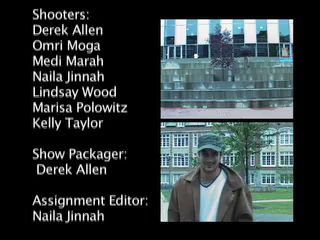 Shooters:
Derek Allen
Omri Moga
Medi Marah
Naila Jinnah
Lindsay Wood
Marisa Polowitz
Kelly Taylor
Show Packager:
Derek Allen
Assignment Editor:
Naila Jinnah